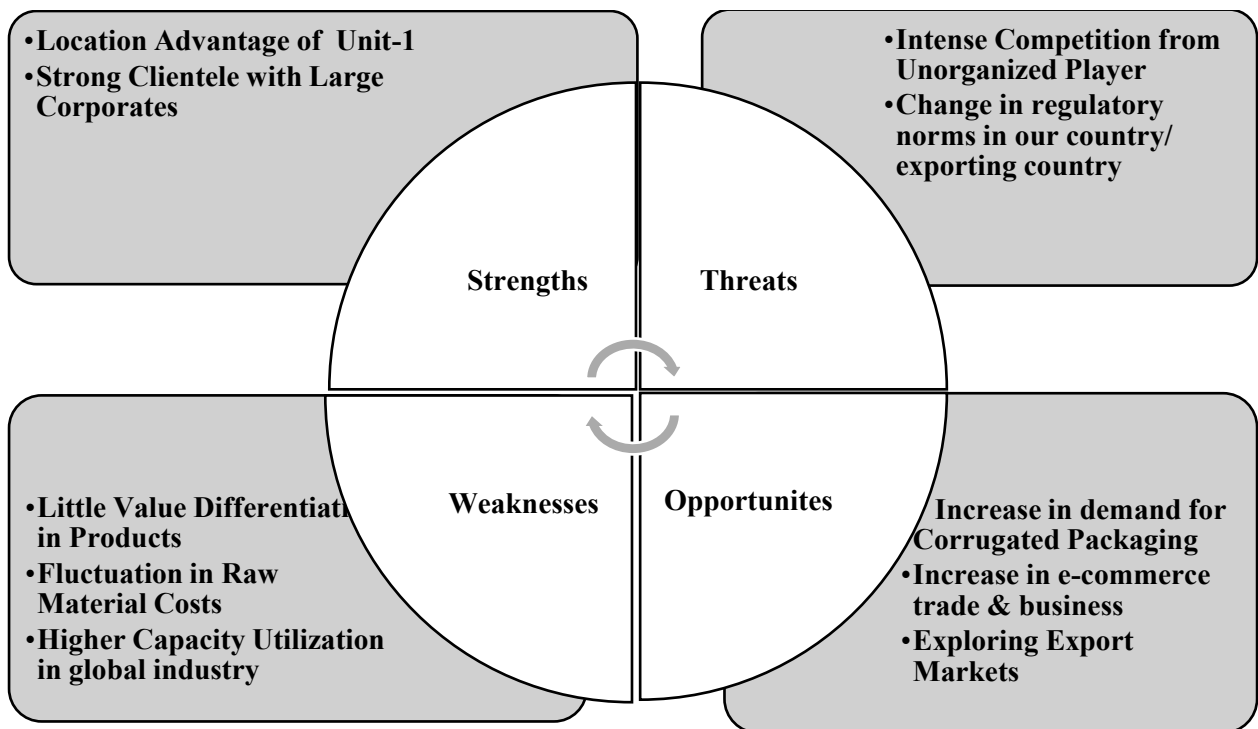 •Location Advantage of Unit-1
•Strong Clientele with Large
Corporates
•Intense Competition from
Unorganized Player
•Change in regulatory
norms in our country/
exporting country
Strengths
Threats
Weaknesses
Opportunites
•Little Value Differentiati
in Products
•Fluctuation in Raw
Material Costs
•Higher Capacity Utilization
in global industry
Increase in demand for
Corrugated Packaging
•Increase in e-commerce
trade & business
•Exploring Export
Markets